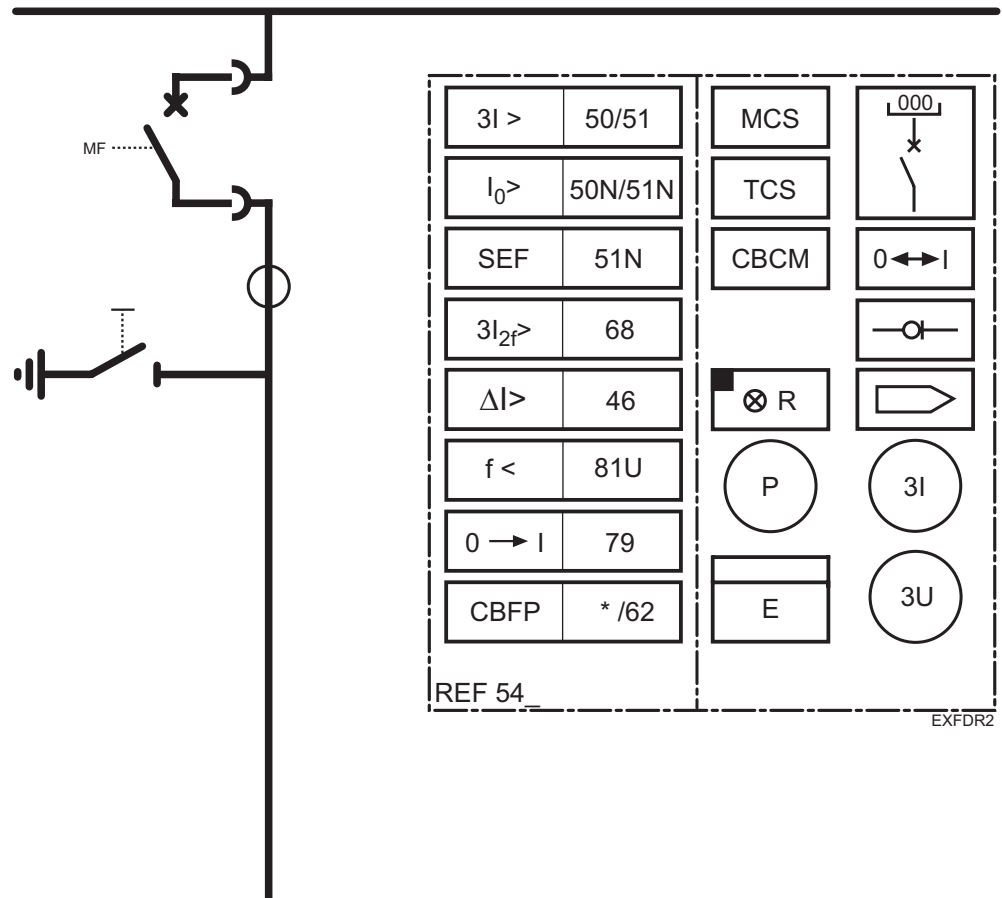 MF
3I > 50/51
I₀> 50N/51N
SEF 51N
3I₂f> 68
ΔI> 46
f < 81U
0 → I 79
CBFP * /62
REF 54_
MCS
TCS
CBCM
R
P
E
000
0 ↔ I
3I
3U
EXFDR2